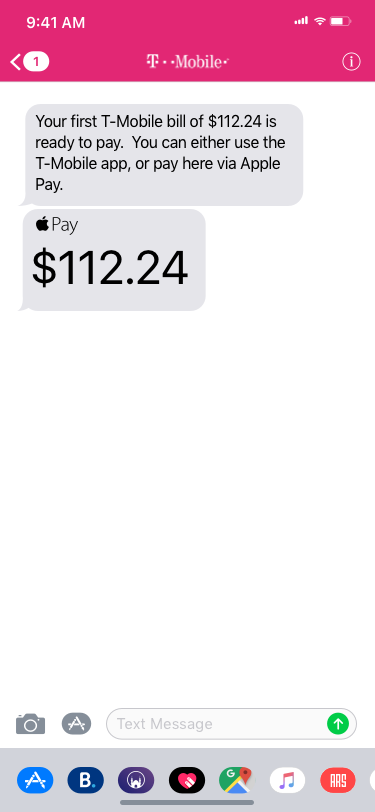 9:41 AM
1
T··Mobile·
Your first T-Mobile bill of $112.24 is
ready to pay.  You can either use the
T-Mobile app, or pay here via Apple
Pay.
Pay
$112.24
Text Message
B.
G
ARS